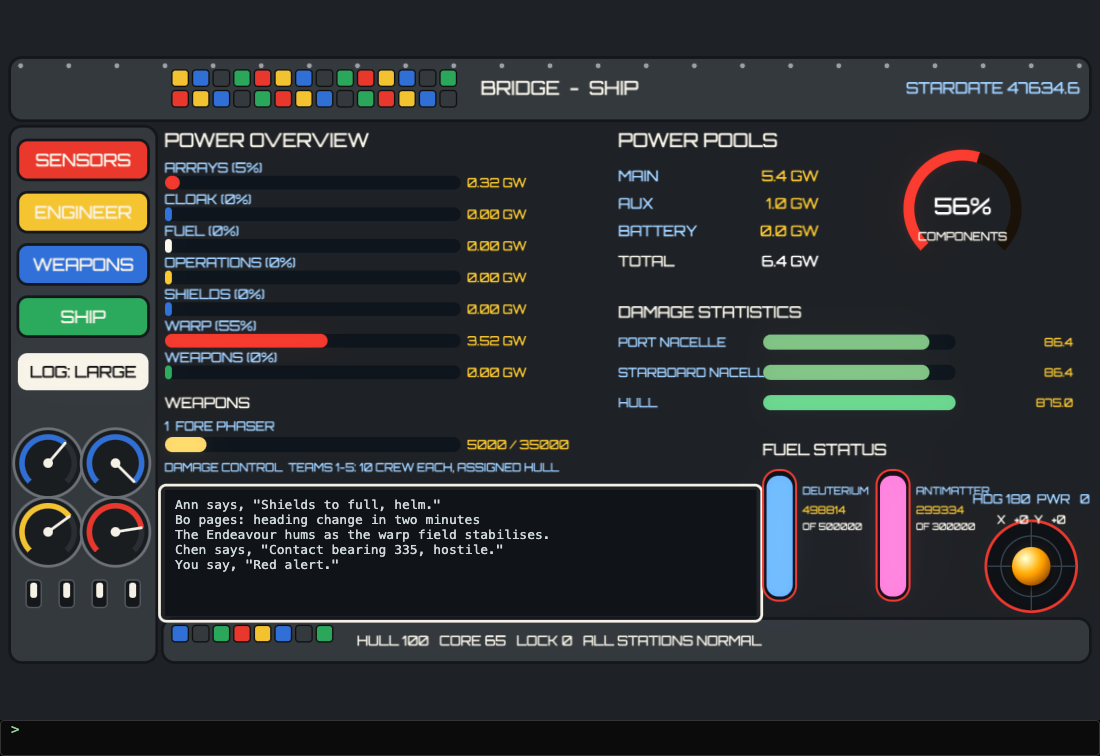 BRIDGE - SHIP
STARDATE 47634.6
SENSORS
ENGINEER
WEAPONS
SHIP
LOG: LARGE
POWER OVERVIEW
ARRAYS (5%)
0.32 GW
CLOAK (0%)
0.00 GW
FUEL (0%)
0.00 GW
OPERATIONS (0%)
0.00 GW
SHIELDS (0%)
0.00 GW
WARP (55%)
3.52 GW
WEAPONS (0%)
0.00 GW
WEAPONS
1 FORE PHASER
5000 / 35000
DAMAGE CONTROL TEAMS 1-5: 10 CREW EACH, ASSIGNED HULL
POWER POOLS
MAIN 5.4 GW
AUX 1.0 GW
BATTERY 0.0 GW
TOTAL 6.4 GW
56%
COMPONENTS
DAMAGE STATISTICS
PORT NACELLE 86.4
STARBOARD NACELL 86.4
HULL 875.0
FUEL STATUS
DEUTERIUM
498814
OF 500000
ANTIMATTER
299334
OF 300000
HDG 180 PWR 0
X +0 Y +0
Ann says, "Shields to full, helm."
Bo pages: heading change in two minutes
The Endeavour hums as the warp field stabilises.
Chen says, "Contact bearing 335, hostile."
You say, "Red alert."
HULL 100 CORE 65 LOCK 0 ALL STATIONS NORMAL
>